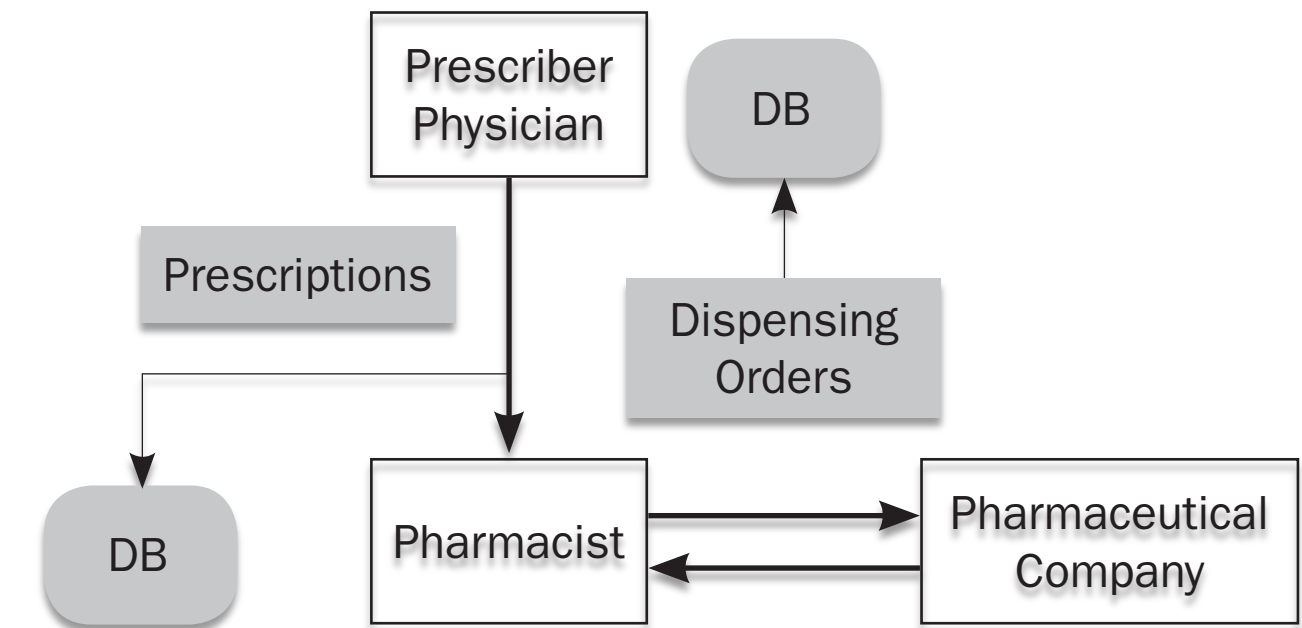 Prescriber
Physician
DB
Prescriptions
Dispensing
Orders
DB
Pharmacist
Pharmaceutical
Company